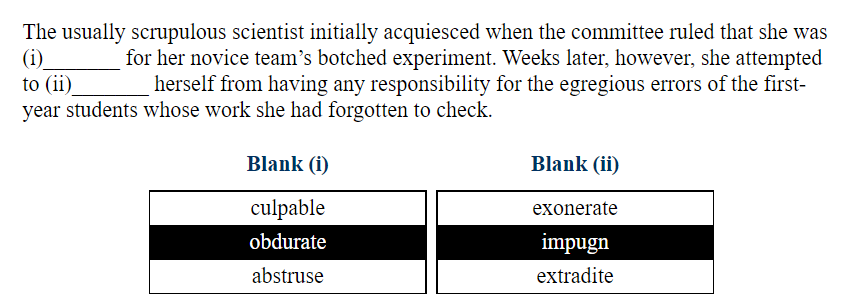 The usually scrupulous scientist initially acquiesced when the committee ruled that she was
(i)_______ for her novice team’s botched experiment. Weeks later, however, she attempted
to (ii)_______ herself from having any responsibility for the egregious errors of the first-
year students whose work she had forgotten to check.
Blank (i) Blank (ii)
culpable exonerate
obdurate impugn
abstruse extradite